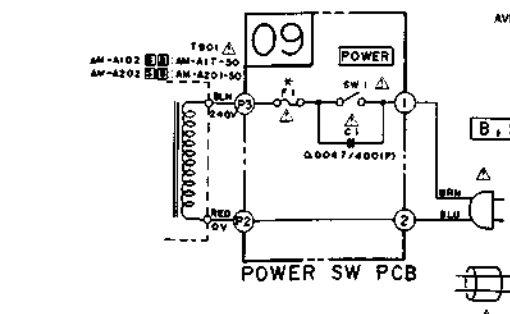 AV
09
T901
AM-A102 : AM-A17-50
POWER
AM-A202 : AM-A201-50
F1
SW1
BLK
P3
240V
1
C1
0.0047/400(P)
B
BRN
RED
P2
2
BLU
0V
POWER SW PCB